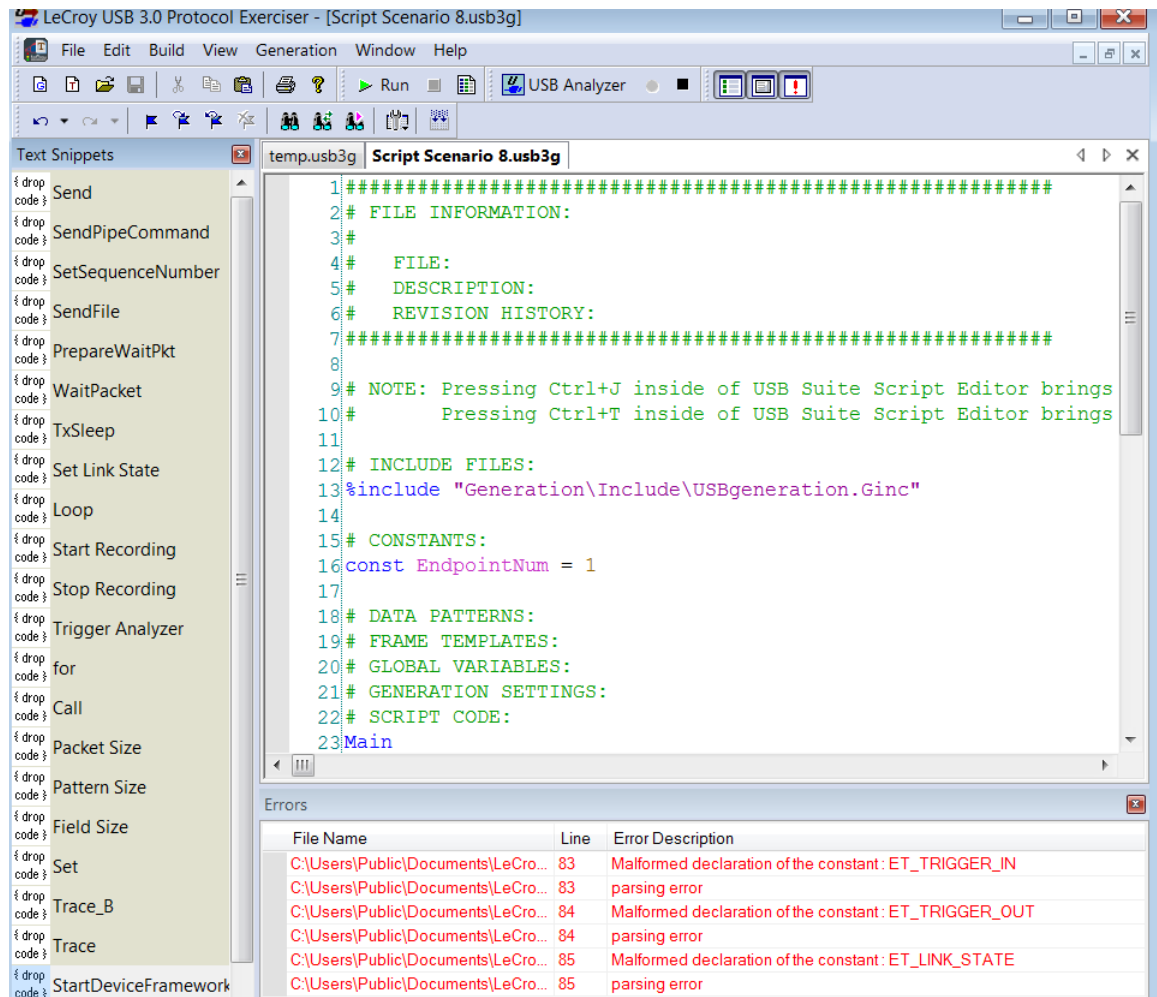 LeCroy USB 3.0 Protocol Exerciser - [Script Scenario 8.usb3g]
File Edit Build View Generation Window Help
Run USB Analyzer
Text Snippets
{ drop code } Send
{ drop code } SendPipeCommand
{ drop code } SetSequenceNumber
{ drop code } SendFile
{ drop code } PrepareWaitPkt
{ drop code } WaitPacket
{ drop code } TxSleep
{ drop code } Set Link State
{ drop code } Loop
{ drop code } Start Recording
{ drop code } Stop Recording
{ drop code } Trigger Analyzer
{ drop code } for
{ drop code } Call
{ drop code } Packet Size
{ drop code } Pattern Size
{ drop code } Field Size
{ drop code } Set
{ drop code } Trace_B
{ drop code } Trace
{ drop code } StartDeviceFramework
temp.usb3g Script Scenario 8.usb3g
1 ###########################################################
2 # FILE INFORMATION:
3 #
4 #   FILE:
5 #   DESCRIPTION:
6 #   REVISION HISTORY:
7 ###########################################################
8
9 # NOTE: Pressing Ctrl+J inside of USB Suite Script Editor brings
10 #       Pressing Ctrl+T inside of USB Suite Script Editor brings
11
12 # INCLUDE FILES:
13 %include "Generation\Include\USBgeneration.Ginc"
14
15 # CONSTANTS:
16 const EndpointNum = 1
17
18 # DATA PATTERNS:
19 # FRAME TEMPLATES:
20 # GLOBAL VARIABLES:
21 # GENERATION SETTINGS:
22 # SCRIPT CODE:
23 Main
Errors
File Name Line Error Description
C:\Users\Public\Documents\LeCro... 83 Malformed declaration of the constant : ET_TRIGGER_IN
C:\Users\Public\Documents\LeCro... 83 parsing error
C:\Users\Public\Documents\LeCro... 84 Malformed declaration of the constant : ET_TRIGGER_OUT
C:\Users\Public\Documents\LeCro... 84 parsing error
C:\Users\Public\Documents\LeCro... 85 Malformed declaration of the constant : ET_LINK_STATE
C:\Users\Public\Documents\LeCro... 85 parsing error